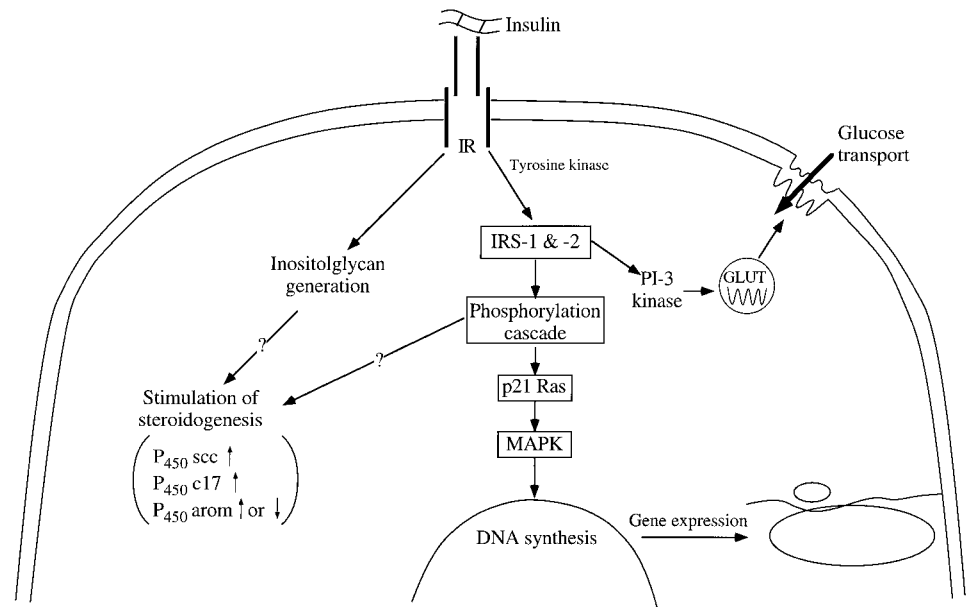 Insulin
IR
Tyrosine kinase
Glucose
transport
IRS-1 & -2
PI-3
kinase
GLUT
Inositolglycan
generation
Phosphorylation
cascade
?
?
p21 Ras
Stimulation of
steroidogenesis
P450 scc ↑
P450 c17 ↑
P450 arom ↑ or ↓
MAPK
DNA synthesis
Gene expression